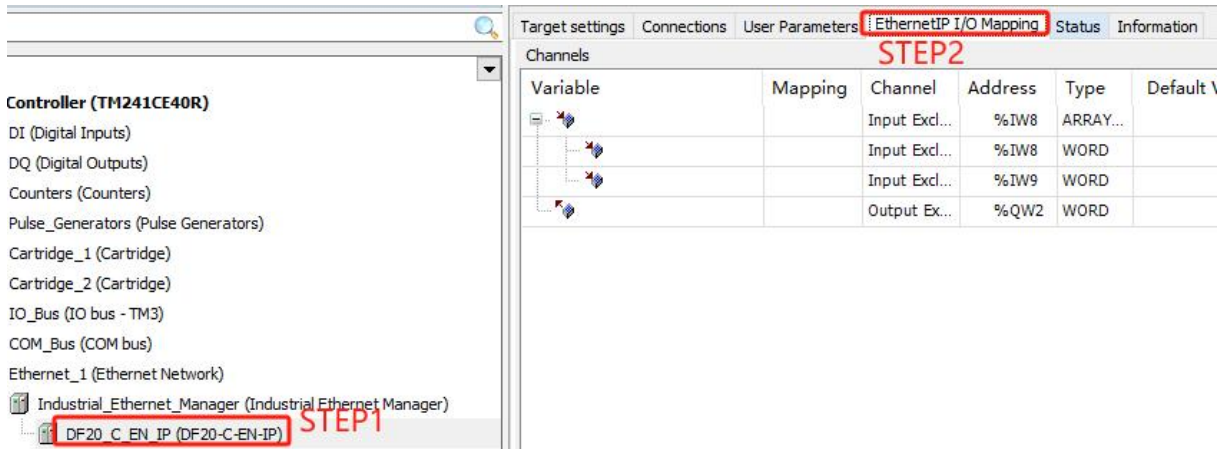 Target settings Connections User Parameters EthernetIP I/O Mapping Status Information
STEP2
Channels
Variable Mapping Channel Address Type Default V
Input Excl... %IW8 ARRAY...
Input Excl... %IW8 WORD
Input Excl... %IW9 WORD
Output Ex... %QW2 WORD
Controller (TM241CE40R)
DI (Digital Inputs)
DQ (Digital Outputs)
Counters (Counters)
Pulse_Generators (Pulse Generators)
Cartridge_1 (Cartridge)
Cartridge_2 (Cartridge)
IO_Bus (IO bus - TM3)
COM_Bus (COM bus)
Ethernet_1 (Ethernet Network)
Industrial_Ethernet_Manager (Industrial Ethernet Manager)
DF20_C_EN_IP (DF20-C-EN-IP)
STEP1